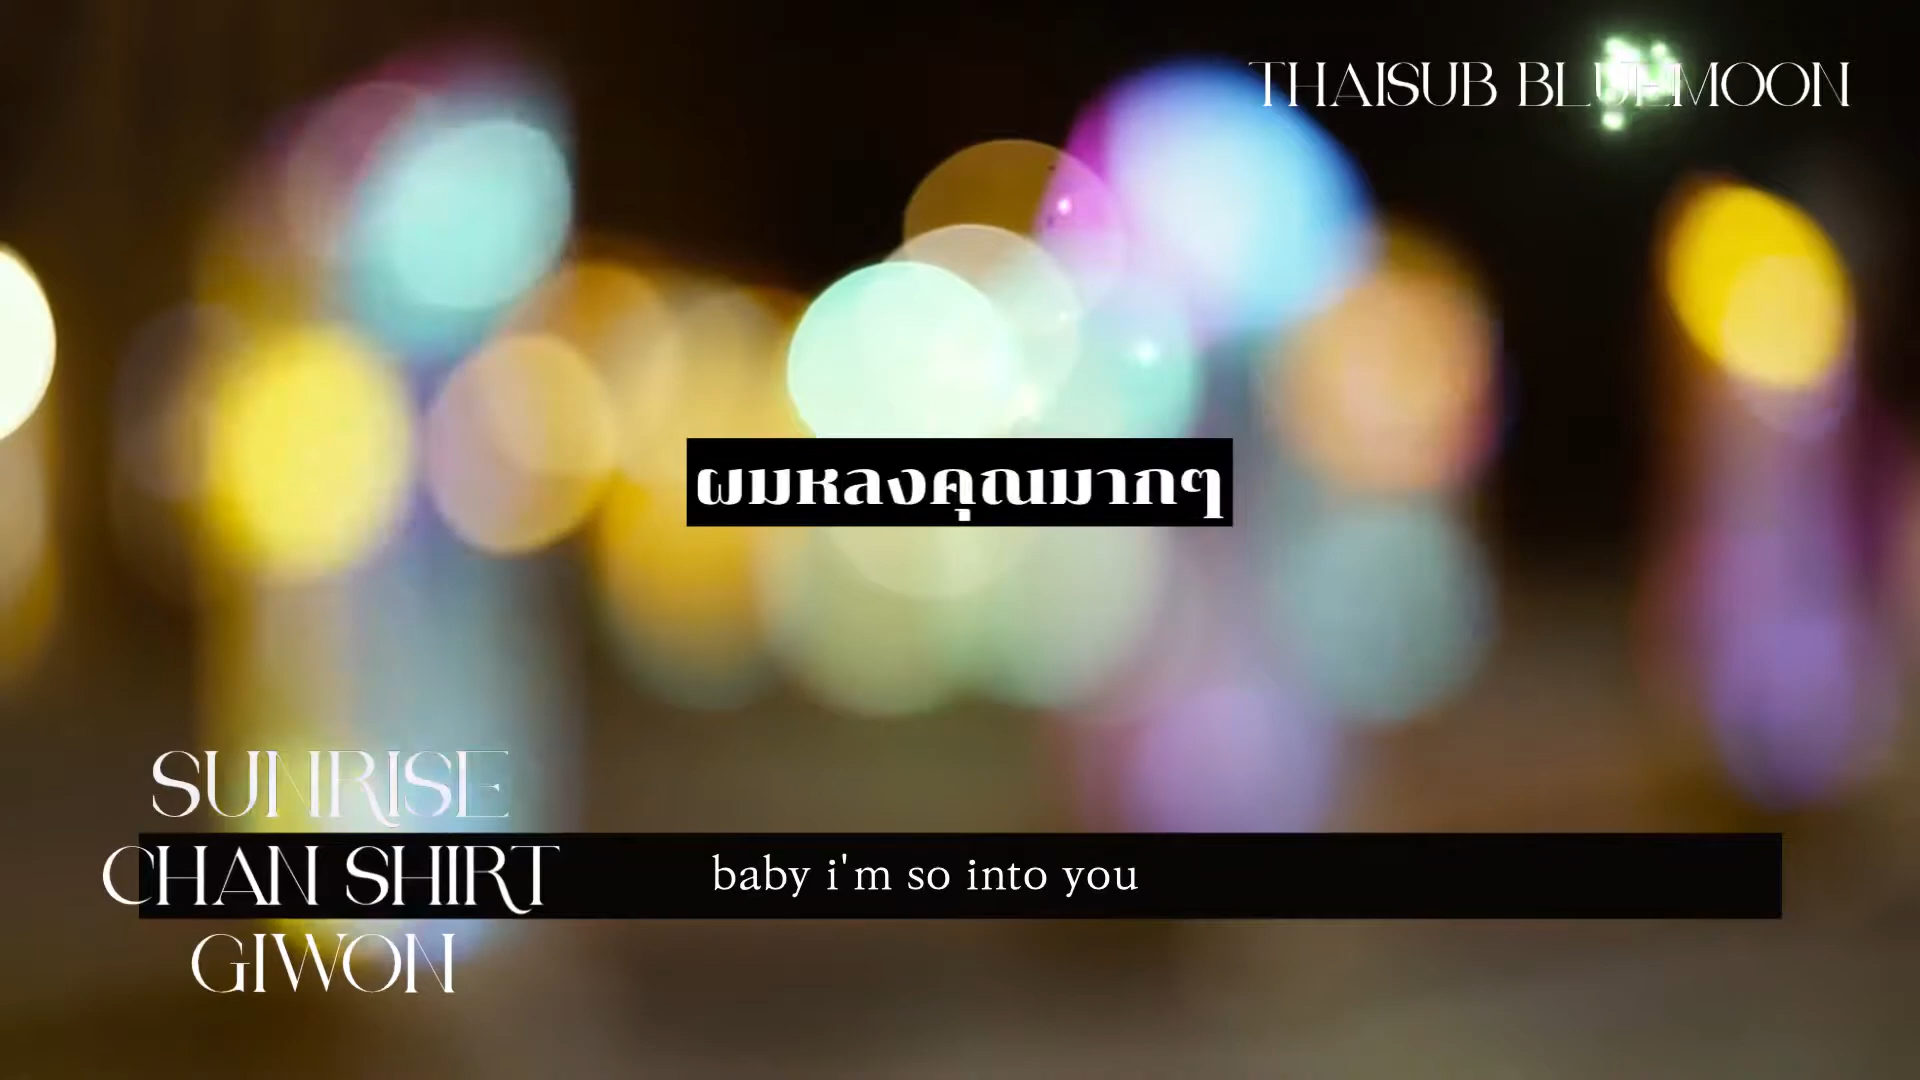 THAISUB BLUEMOON
ผมหลงคุณมากๆ
SUNRISE
CHAN SHIRT
baby i'm so into you
GIWON